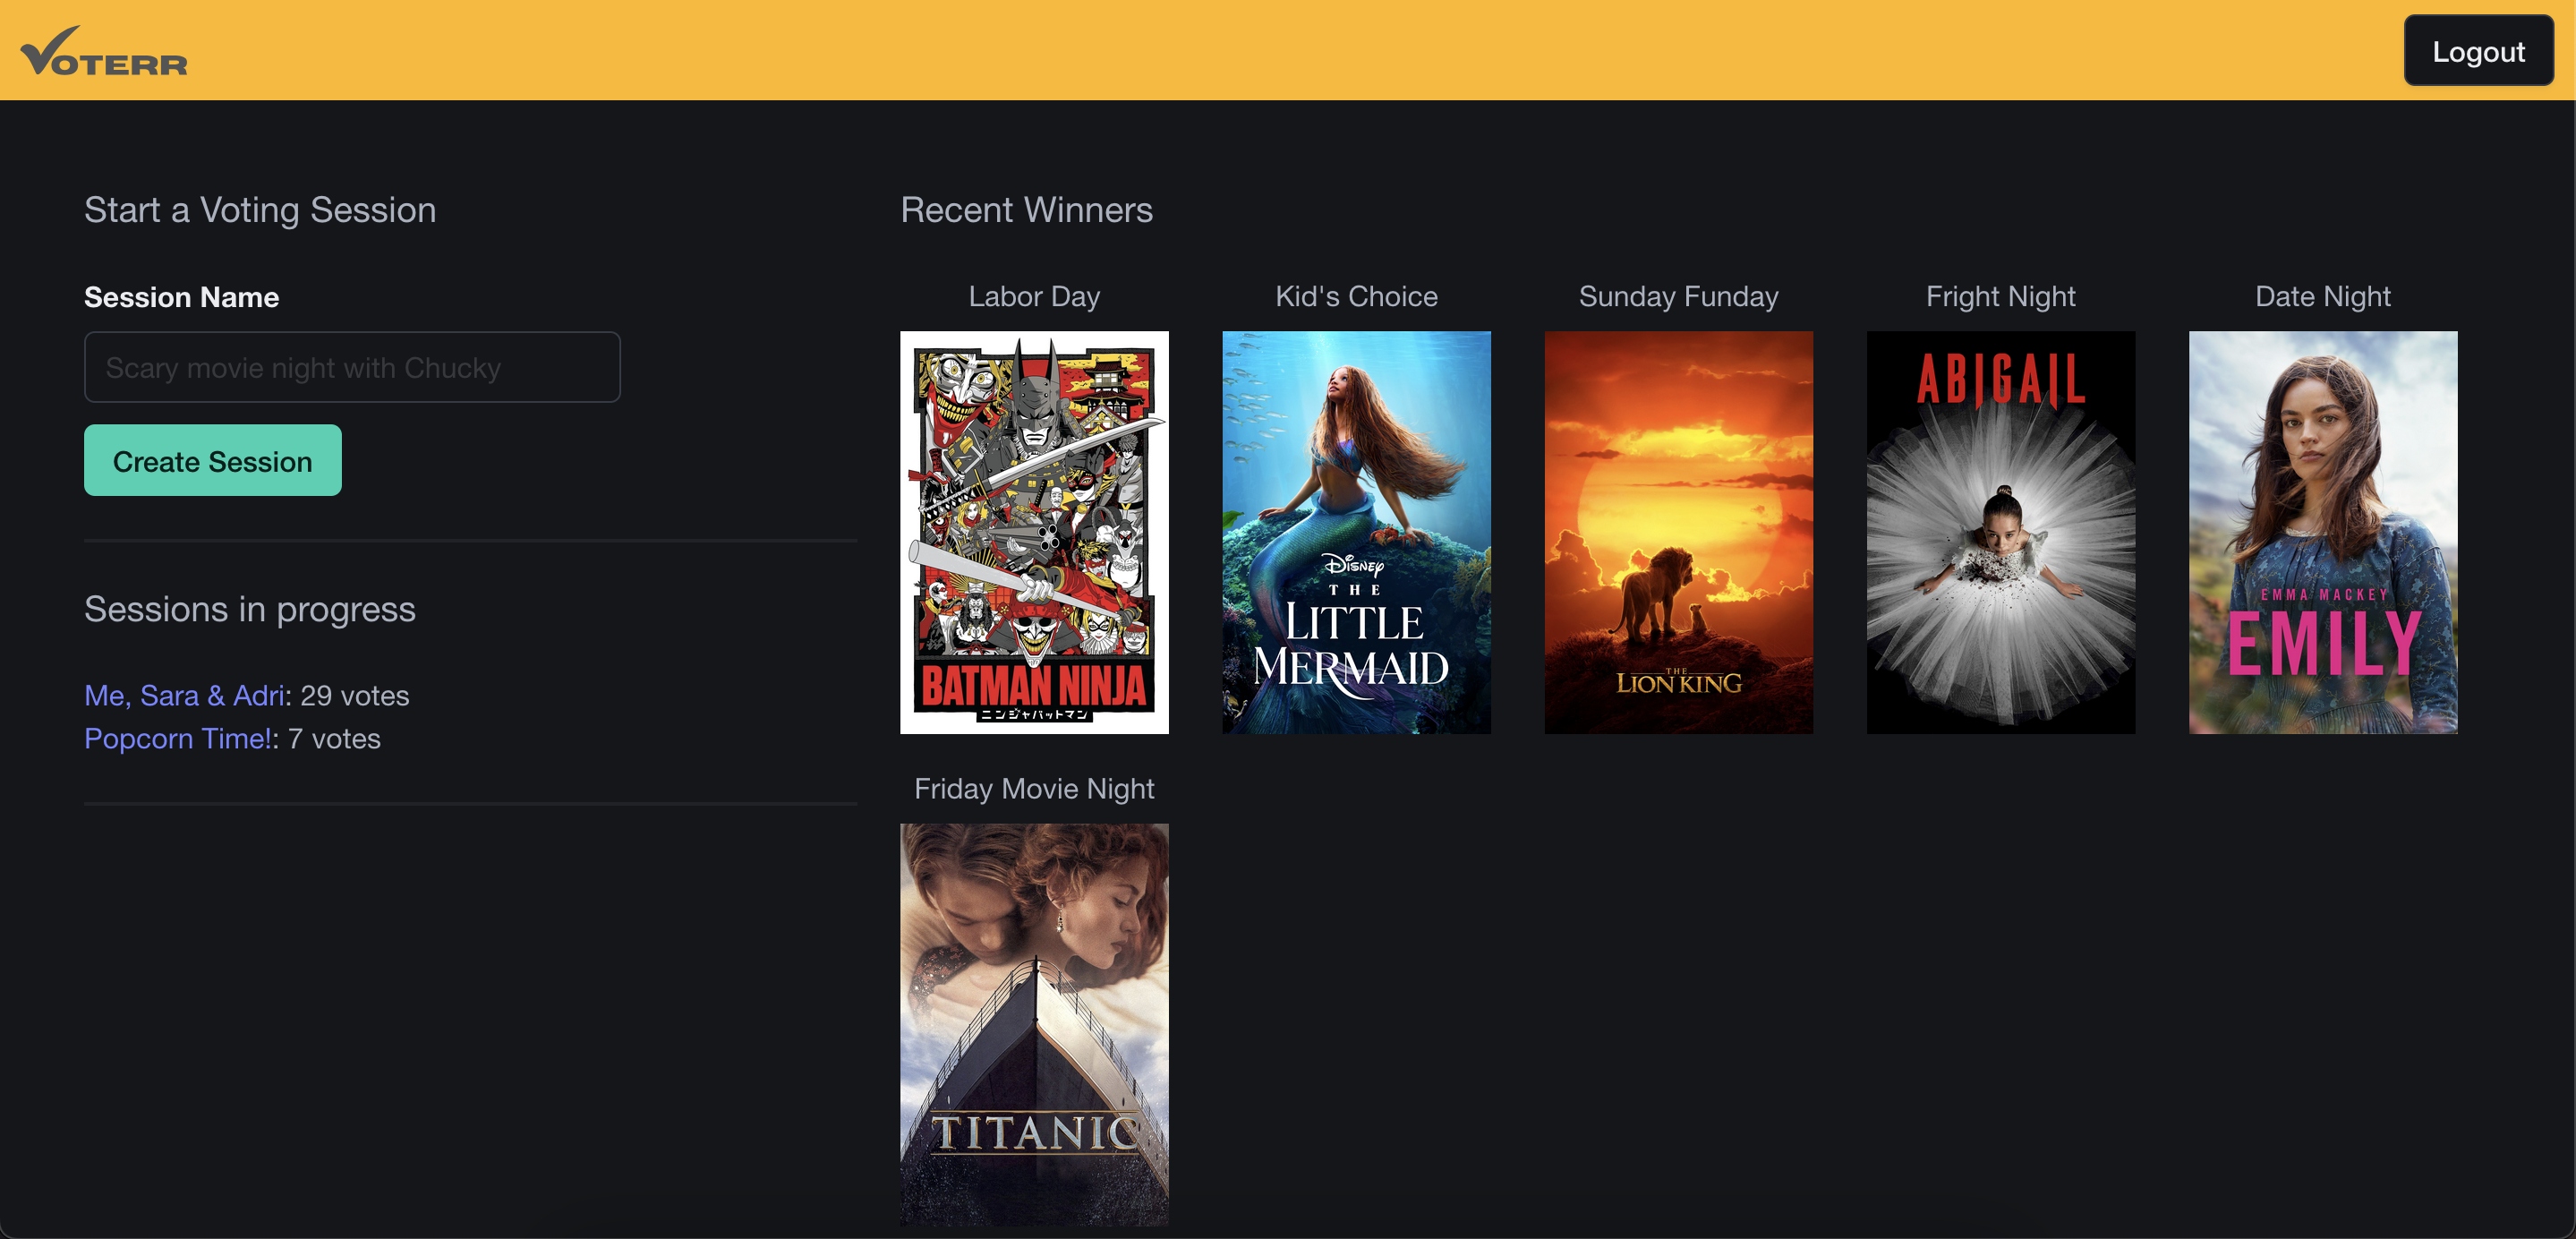 VOTERR
Logout
Start a Voting Session
Session Name
Scary movie night with Chucky
Create Session
Sessions in progress
Me, Sara & Adri: 29 votes
Popcorn Time!: 7 votes
Recent Winners
Labor Day
BATMAN NINJA
ニンジャバットマン
Kid's Choice
Disney
THE
LITTLE
MERMAID
Sunday Funday
THE
LION KING
Fright Night
ABIGAIL
Date Night
EMMA MACKEY
EMILY
Friday Movie Night
TITANIC